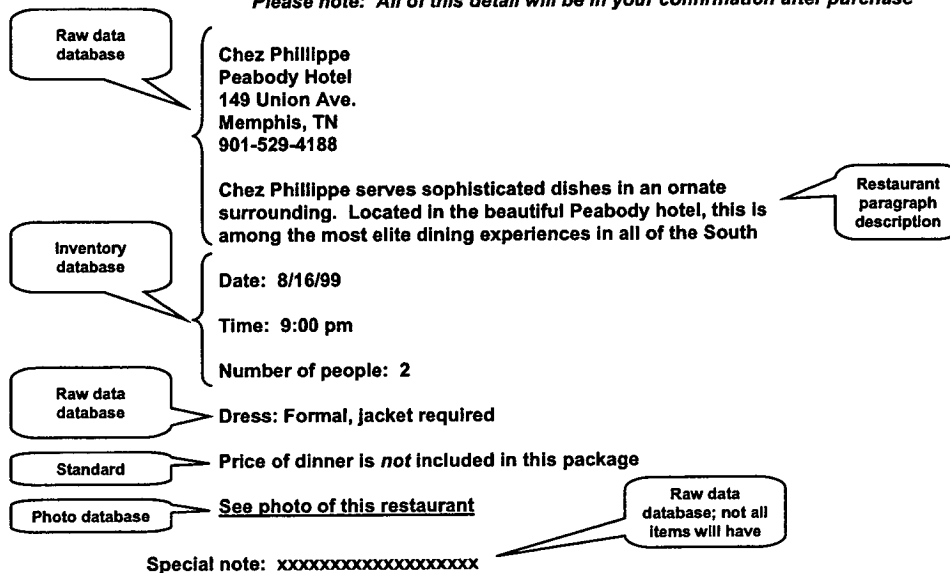 Please note: All of this detail will be in your confirmation after purchase
Raw data
database
Chez Phillippe
Peabody Hotel
149 Union Ave.
Memphis, TN
901-529-4188
Chez Phillippe serves sophisticated dishes in an ornate
surrounding. Located in the beautiful Peabody hotel, this is
among the most elite dining experiences in all of the South
Restaurant
paragraph
description
Inventory
database
Date: 8/16/99
Time: 9:00 pm
Number of people: 2
Raw data
database
Dress: Formal, jacket required
Standard
Price of dinner is not included in this package
Photo database
See photo of this restaurant
Raw data
database; not all
items will have
Special note: xxxxxxxxxxxxxxxxxxx